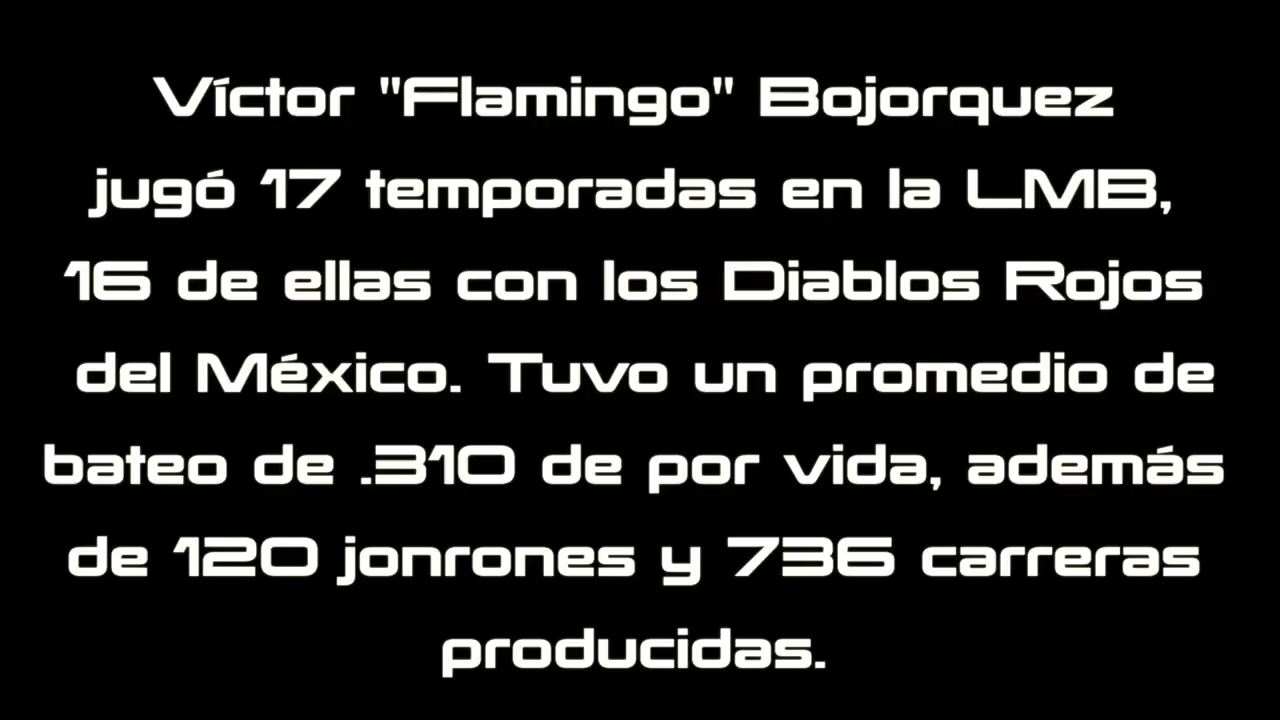 Víctor "Flamingo" Bojorquez
jugó 17 temporadas en la LMB,
16 de ellas con los Diablos Rojos
del México. Tuvo un promedio de
bateo de .310 de por vida, además
de 120 jonrones y 736 carreras
producidas.